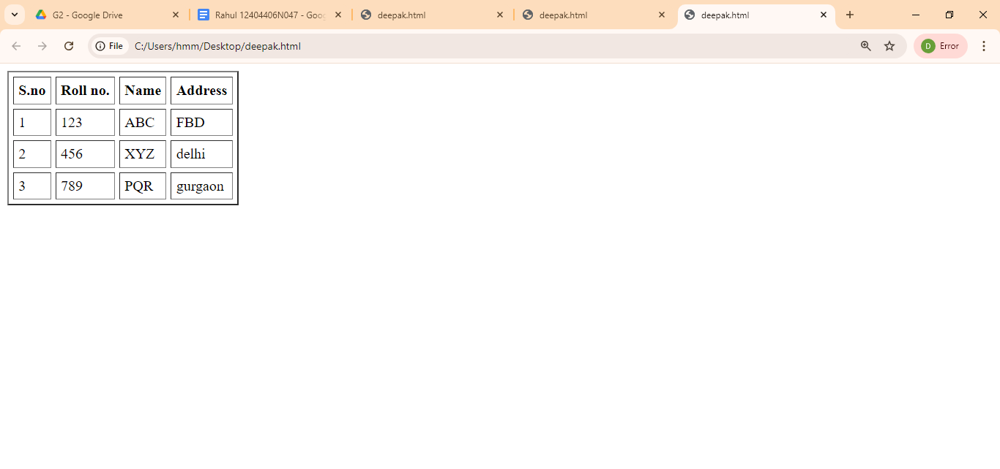 G2 - Google Drive
Rahul 12404406N047 - Goo
deepak.html
deepak.html
deepak.html
File C:/Users/hmm/Desktop/deepak.html
D Error
S.no Roll no. Name Address
1 123 ABC FBD
2 456 XYZ delhi
3 789 PQR gurgaon